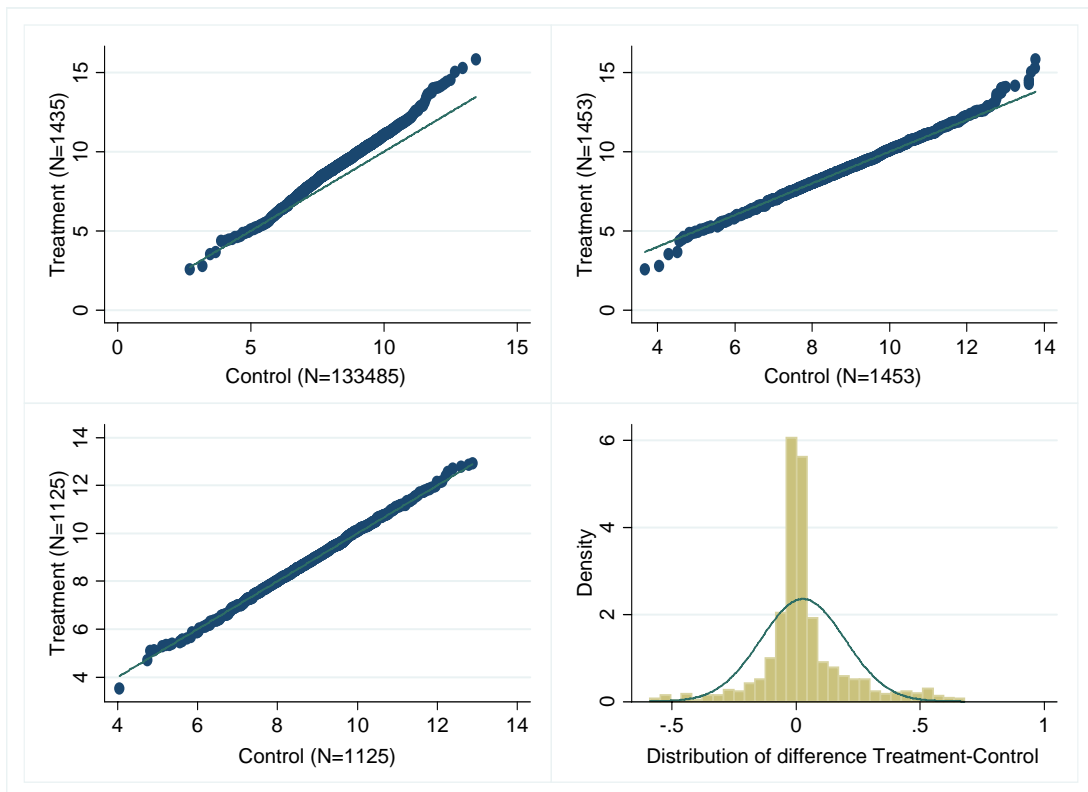 Treatment (N=1435)
15
10
5
0
0 5 10 15
Control (N=133485)
Treatment (N=1453)
15
10
5
0
4 6 8 10 12 14
Control (N=1453)
Treatment (N=1125)
14
12
10
8
6
4
4 6 8 10 12 14
Control (N=1125)
Density
6
4
2
0
-.5 0 .5 1
Distribution of difference Treatment-Control